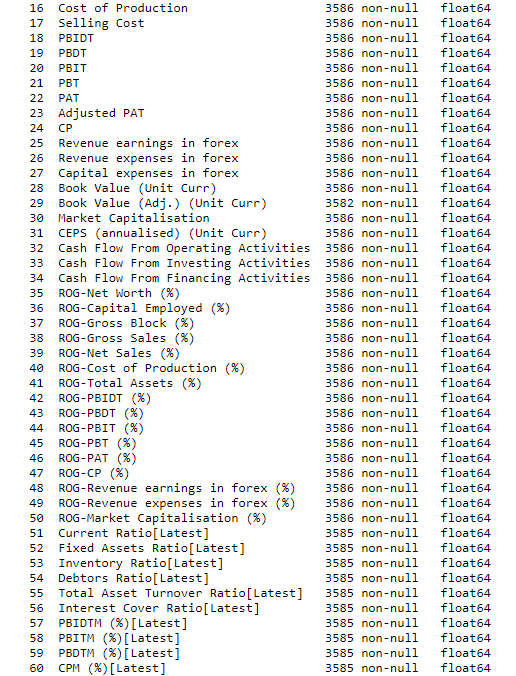 16 Cost of Production 3586 non-null float64
17 Selling Cost 3586 non-null float64
18 PBIDT 3586 non-null float64
19 PBDT 3586 non-null float64
20 PBIT 3586 non-null float64
21 PBT 3586 non-null float64
22 PAT 3586 non-null float64
23 Adjusted PAT 3586 non-null float64
24 CP 3586 non-null float64
25 Revenue earnings in forex 3586 non-null float64
26 Revenue expenses in forex 3586 non-null float64
27 Capital expenses in forex 3586 non-null float64
28 Book Value (Unit Curr) 3586 non-null float64
29 Book Value (Adj.) (Unit Curr) 3582 non-null float64
30 Market Capitalisation 3586 non-null float64
31 CEPS (annualised) (Unit Curr) 3586 non-null float64
32 Cash Flow From Operating Activities 3586 non-null float64
33 Cash Flow From Investing Activities 3586 non-null float64
34 Cash Flow From Financing Activities 3586 non-null float64
35 ROG-Net Worth (%) 3586 non-null float64
36 ROG-Capital Employed (%) 3586 non-null float64
37 ROG-Gross Block (%) 3586 non-null float64
38 ROG-Gross Sales (%) 3586 non-null float64
39 ROG-Net Sales (%) 3586 non-null float64
40 ROG-Cost of Production (%) 3586 non-null float64
41 ROG-Total Assets (%) 3586 non-null float64
42 ROG-PBIDT (%) 3586 non-null float64
43 ROG-PBDT (%) 3586 non-null float64
44 ROG-PBIT (%) 3586 non-null float64
45 ROG-PBT (%) 3586 non-null float64
46 ROG-PAT (%) 3586 non-null float64
47 ROG-CP (%) 3586 non-null float64
48 ROG-Revenue earnings in forex (%) 3586 non-null float64
49 ROG-Revenue expenses in forex (%) 3586 non-null float64
50 ROG-Market Capitalisation (%) 3586 non-null float64
51 Current Ratio[Latest] 3585 non-null float64
52 Fixed Assets Ratio[Latest] 3585 non-null float64
53 Inventory Ratio[Latest] 3585 non-null float64
54 Debtors Ratio[Latest] 3585 non-null float64
55 Total Asset Turnover Ratio[Latest] 3585 non-null float64
56 Interest Cover Ratio[Latest] 3585 non-null float64
57 PBIDTM (%)[Latest] 3585 non-null float64
58 PBITM (%)[Latest] 3585 non-null float64
59 PBDTM (%)[Latest] 3585 non-null float64
60 CPM (%)[Latest] 3585 non-null float64